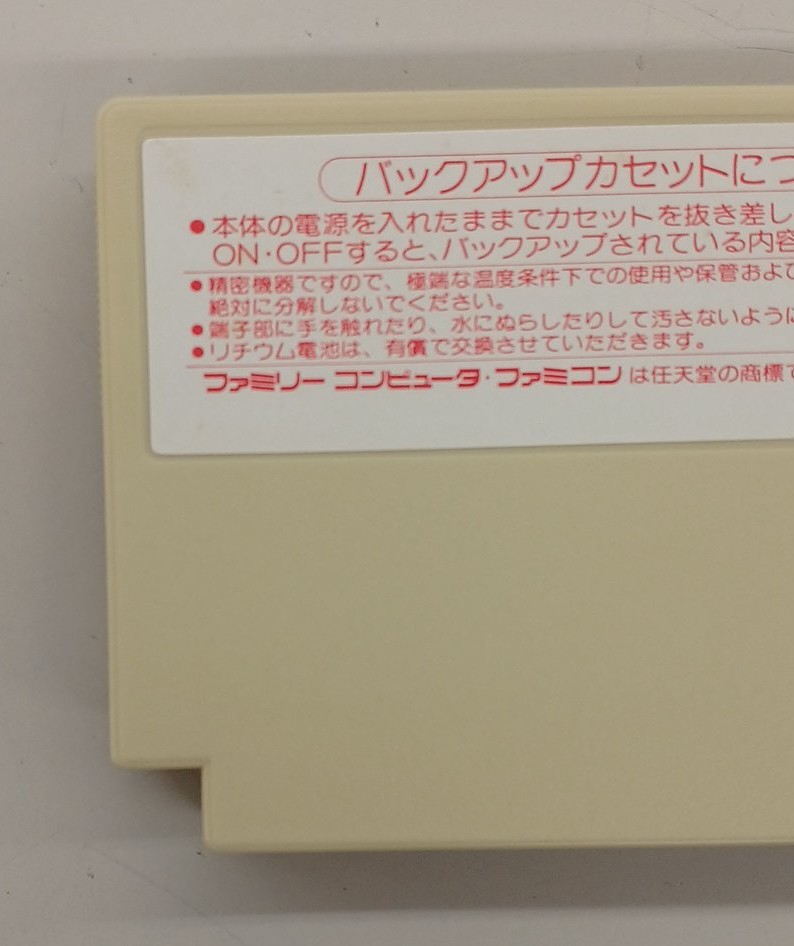 バックアップカセットにつ
●本体の電源を入れたままでカセットを抜き差し
ON・OFFすると、バックアップされている内容
●精密機器ですので、極端な温度条件下での使用や保管およ
絶対に分解しないでください。
●端子部に手を触れたり、水にぬらしたりして汚さないように
●リチウム電池は、有償で交換させていただきます。
ファミリー コンピュータ・ファミコン は任天堂の商標で